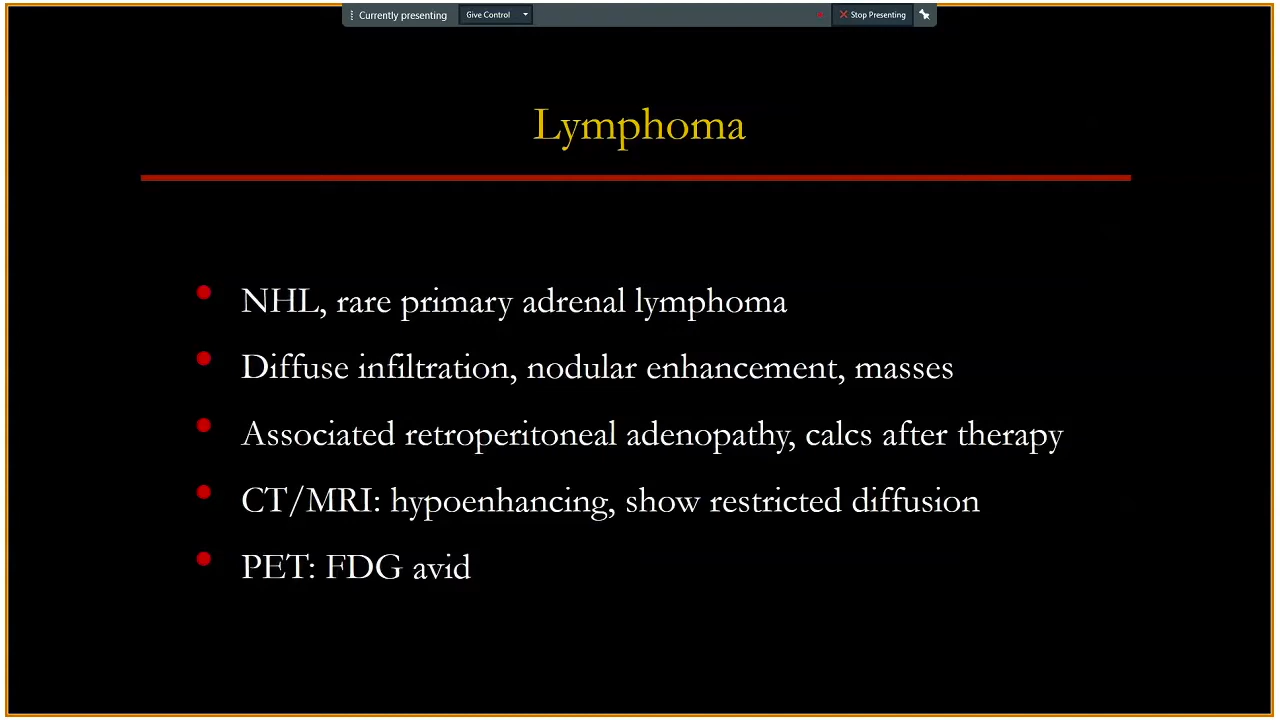 Currently presenting
Give Control
Stop Presenting
Lymphoma
NHL, rare primary adrenal lymphoma
Diffuse infiltration, nodular enhancement, masses
Associated retroperitoneal adenopathy, calcs after therapy
CT/MRI: hypoenhancing, show restricted diffusion
PET: FDG avid